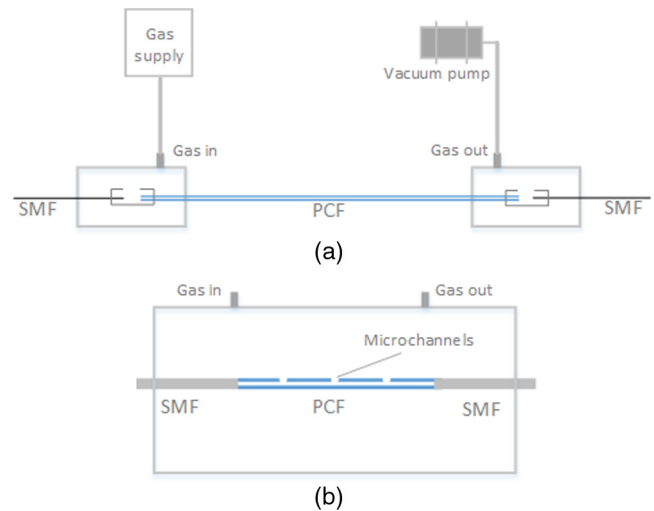 Gas
supply
Vacuum pump
Gas in
Gas out
SMF
PCF
SMF
(a)
Gas in
Gas out
Microchannels
SMF
PCF
SMF
(b)